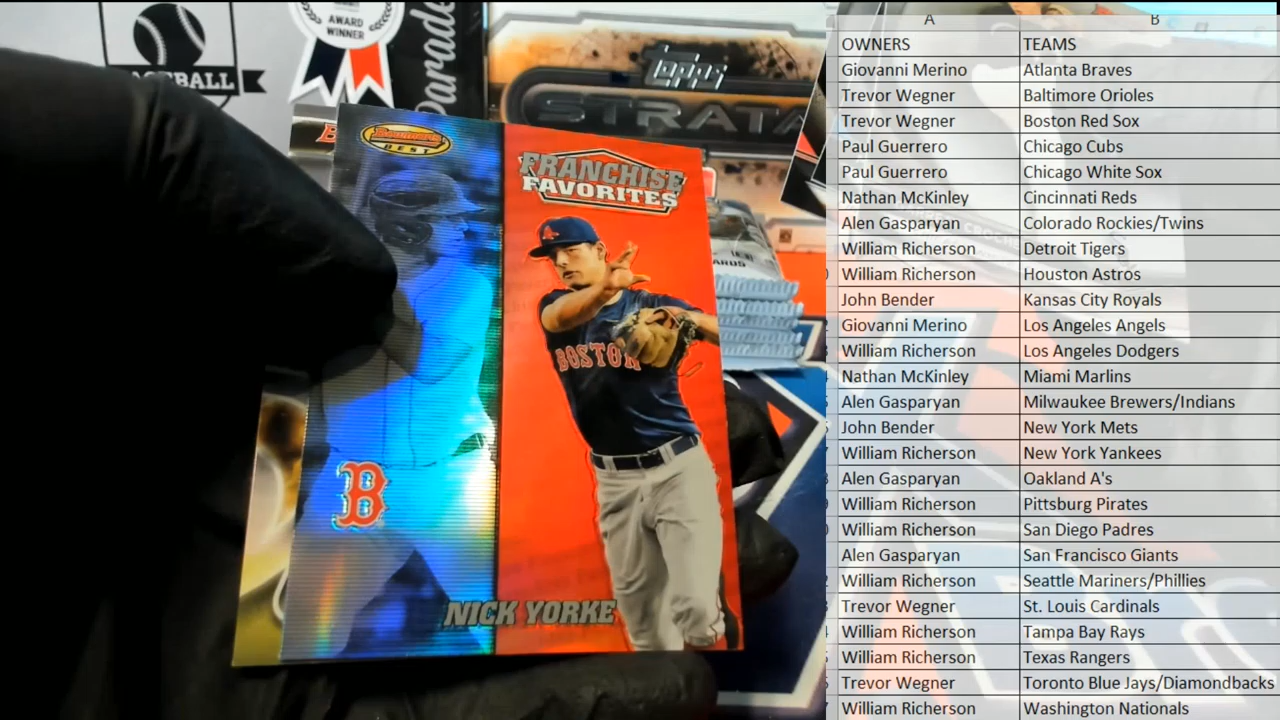 AWARD
WINNER
BASEBALL
Parade
topps
STRATA
Bowman's
BEST
FRANCHISE
FAVORITES
BOSTON
B
NICK YORKE
A B
OWNERS TEAMS
Giovanni Merino Atlanta Braves
Trevor Wegner Baltimore Orioles
Trevor Wegner Boston Red Sox
Paul Guerrero Chicago Cubs
Paul Guerrero Chicago White Sox
Nathan McKinley Cincinnati Reds
Alen Gasparyan Colorado Rockies/Twins
William Richerson Detroit Tigers
William Richerson Houston Astros
John Bender Kansas City Royals
Giovanni Merino Los Angeles Angels
William Richerson Los Angeles Dodgers
Nathan McKinley Miami Marlins
Alen Gasparyan Milwaukee Brewers/Indians
John Bender New York Mets
William Richerson New York Yankees
Alen Gasparyan Oakland A's
William Richerson Pittsburg Pirates
William Richerson San Diego Padres
Alen Gasparyan San Francisco Giants
William Richerson Seattle Mariners/Phillies
Trevor Wegner St. Louis Cardinals
William Richerson Tampa Bay Rays
William Richerson Texas Rangers
Trevor Wegner Toronto Blue Jays/Diamondbacks
William Richerson Washington Nationals